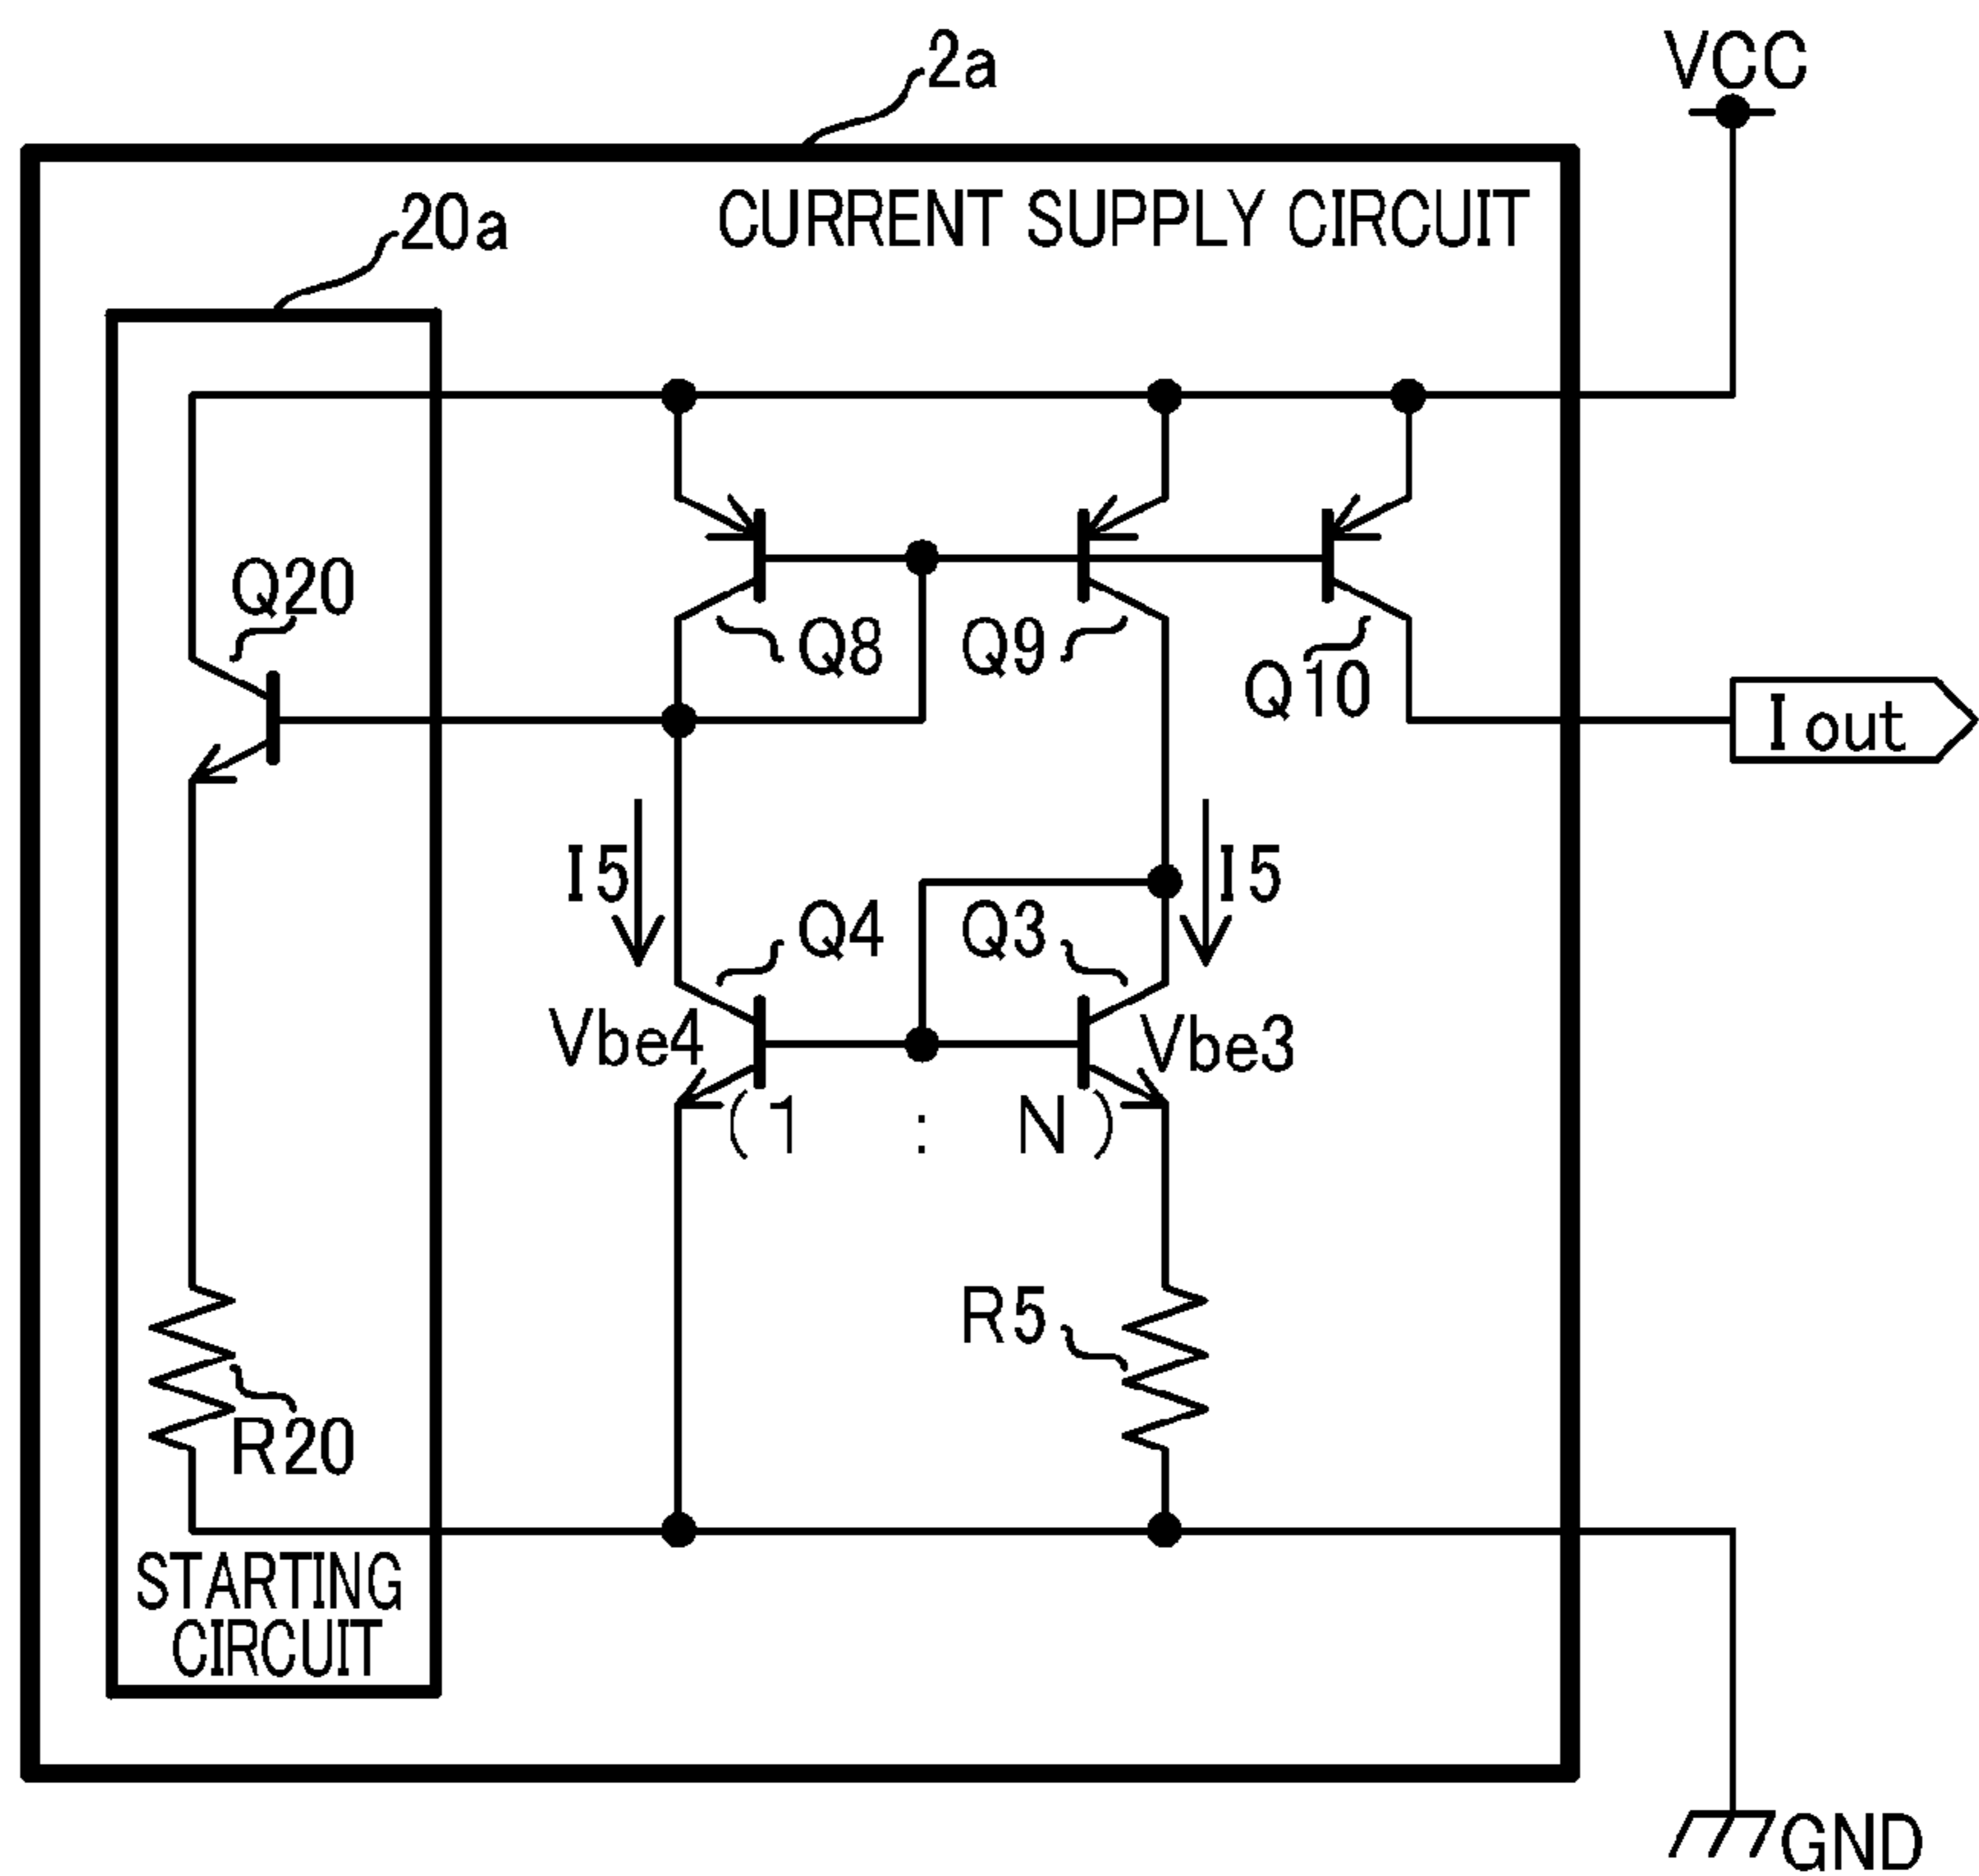 2a
VCC
CURRENT SUPPLY CIRCUIT
20a
Q20
Q8
Q9
Q10
Iout
I5
I5
Q4
Q3
Vbe4
Vbe3
(1 : N)
R5
R20
STARTING
CIRCUIT
GND